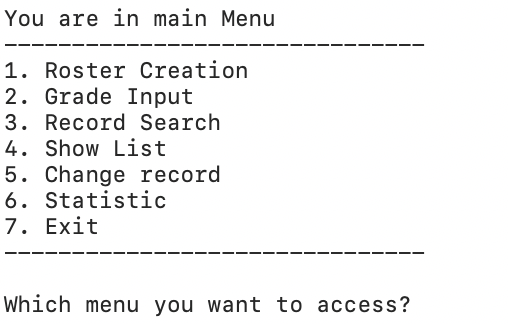 You are in main Menu
-------------------------------
1. Roster Creation
2. Grade Input
3. Record Search
4. Show List
5. Change record
6. Statistic
7. Exit
-------------------------------
Which menu you want to access?